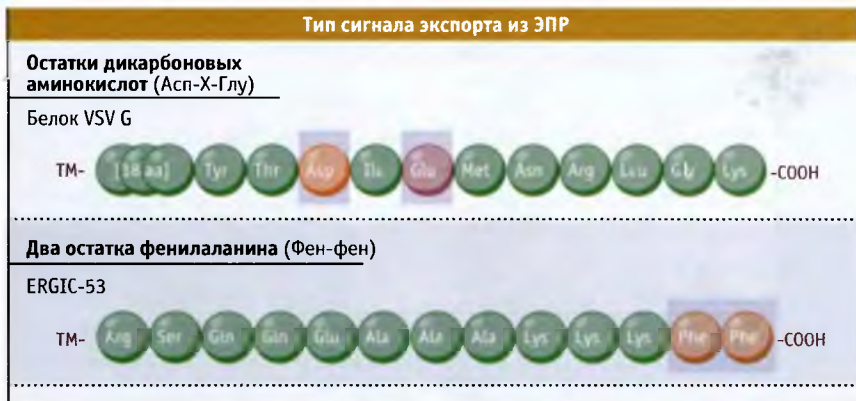 Тип сигнала экспорта из ЭПР
Остатки дикарбоновых
аминокислот (Асп-Х-Глу)
Белок VSV G
TM- [18 aa] Tyr Thr Asp Ile Glu Met Asn Arg Leu Gly Lys -COOH
Два остатка фенилаланина (Фен-фен)
ERGIC-53
TM- Arg Ser Gln Gln Glu Ala Ala Ala Lys Lys Lys Phe Phe -COOH